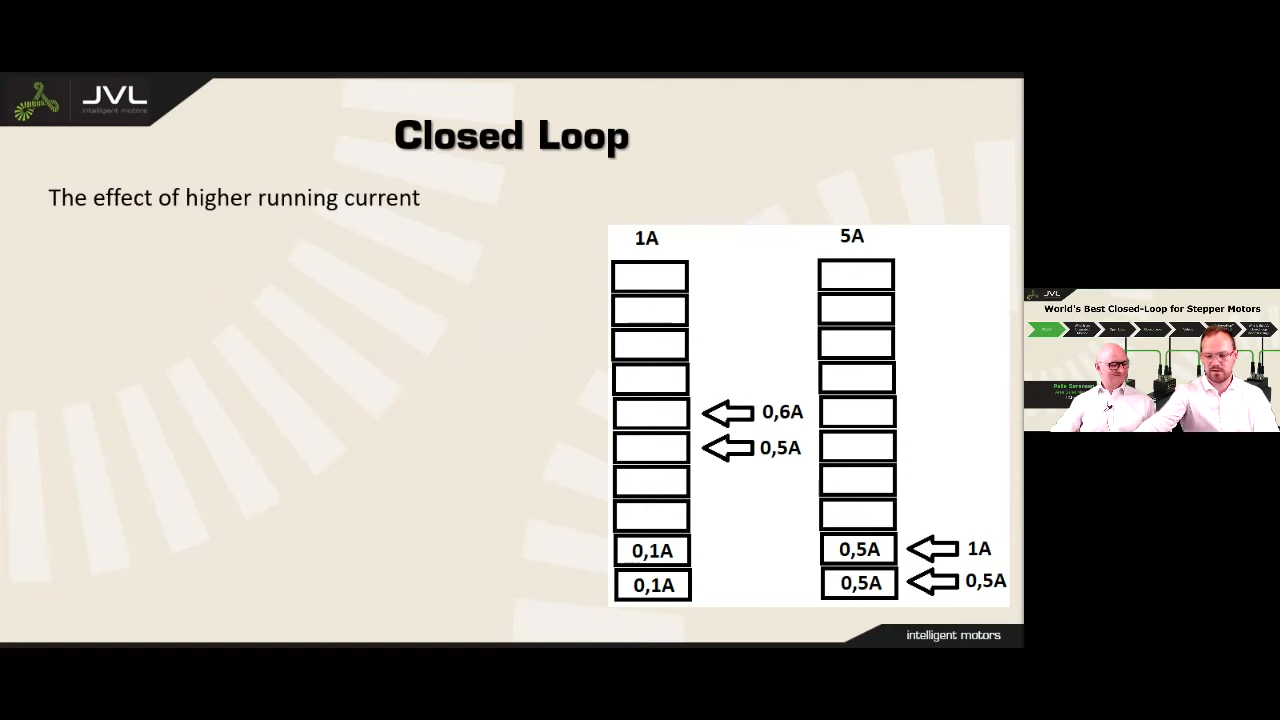 JVL
intelligent motors
Closed Loop
The effect of higher running current
1A
5A
0,6A
0,5A
0,1A
0,5A
1A
0,1A
0,5A
0,5A
intelligent motors
JVL
World's Best Closed-Loop for Stepper Motors